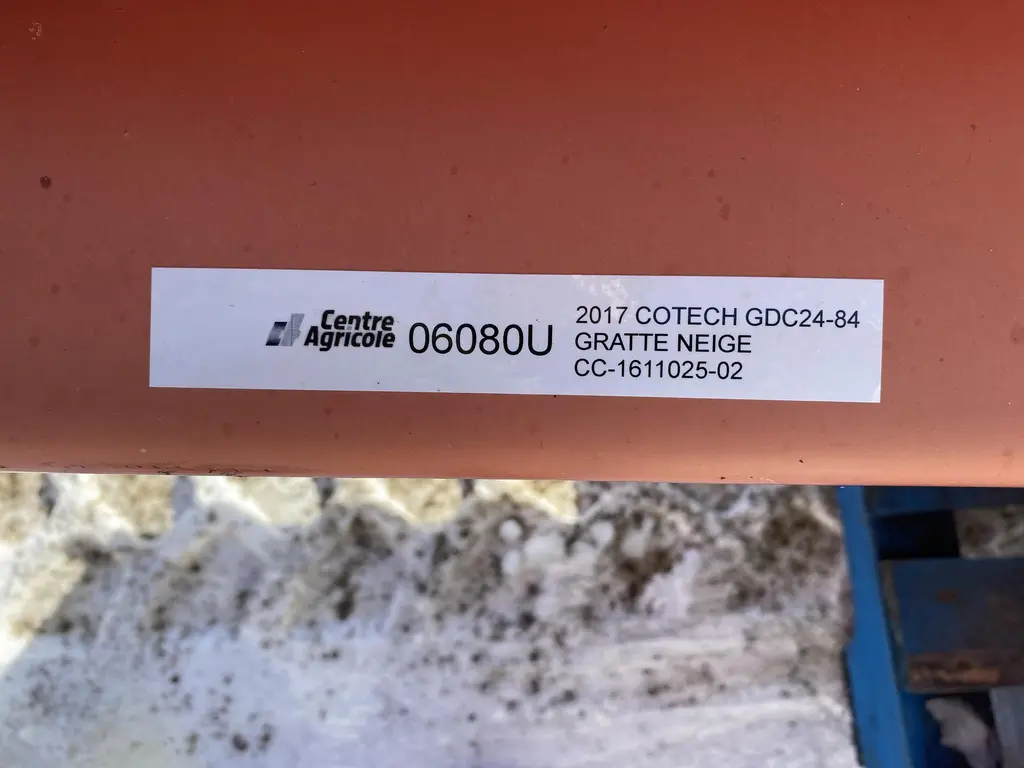 Centre
Agricole
06080U
2017 COTECH GDC24-84
GRATTE NEIGE
CC-1611025-02